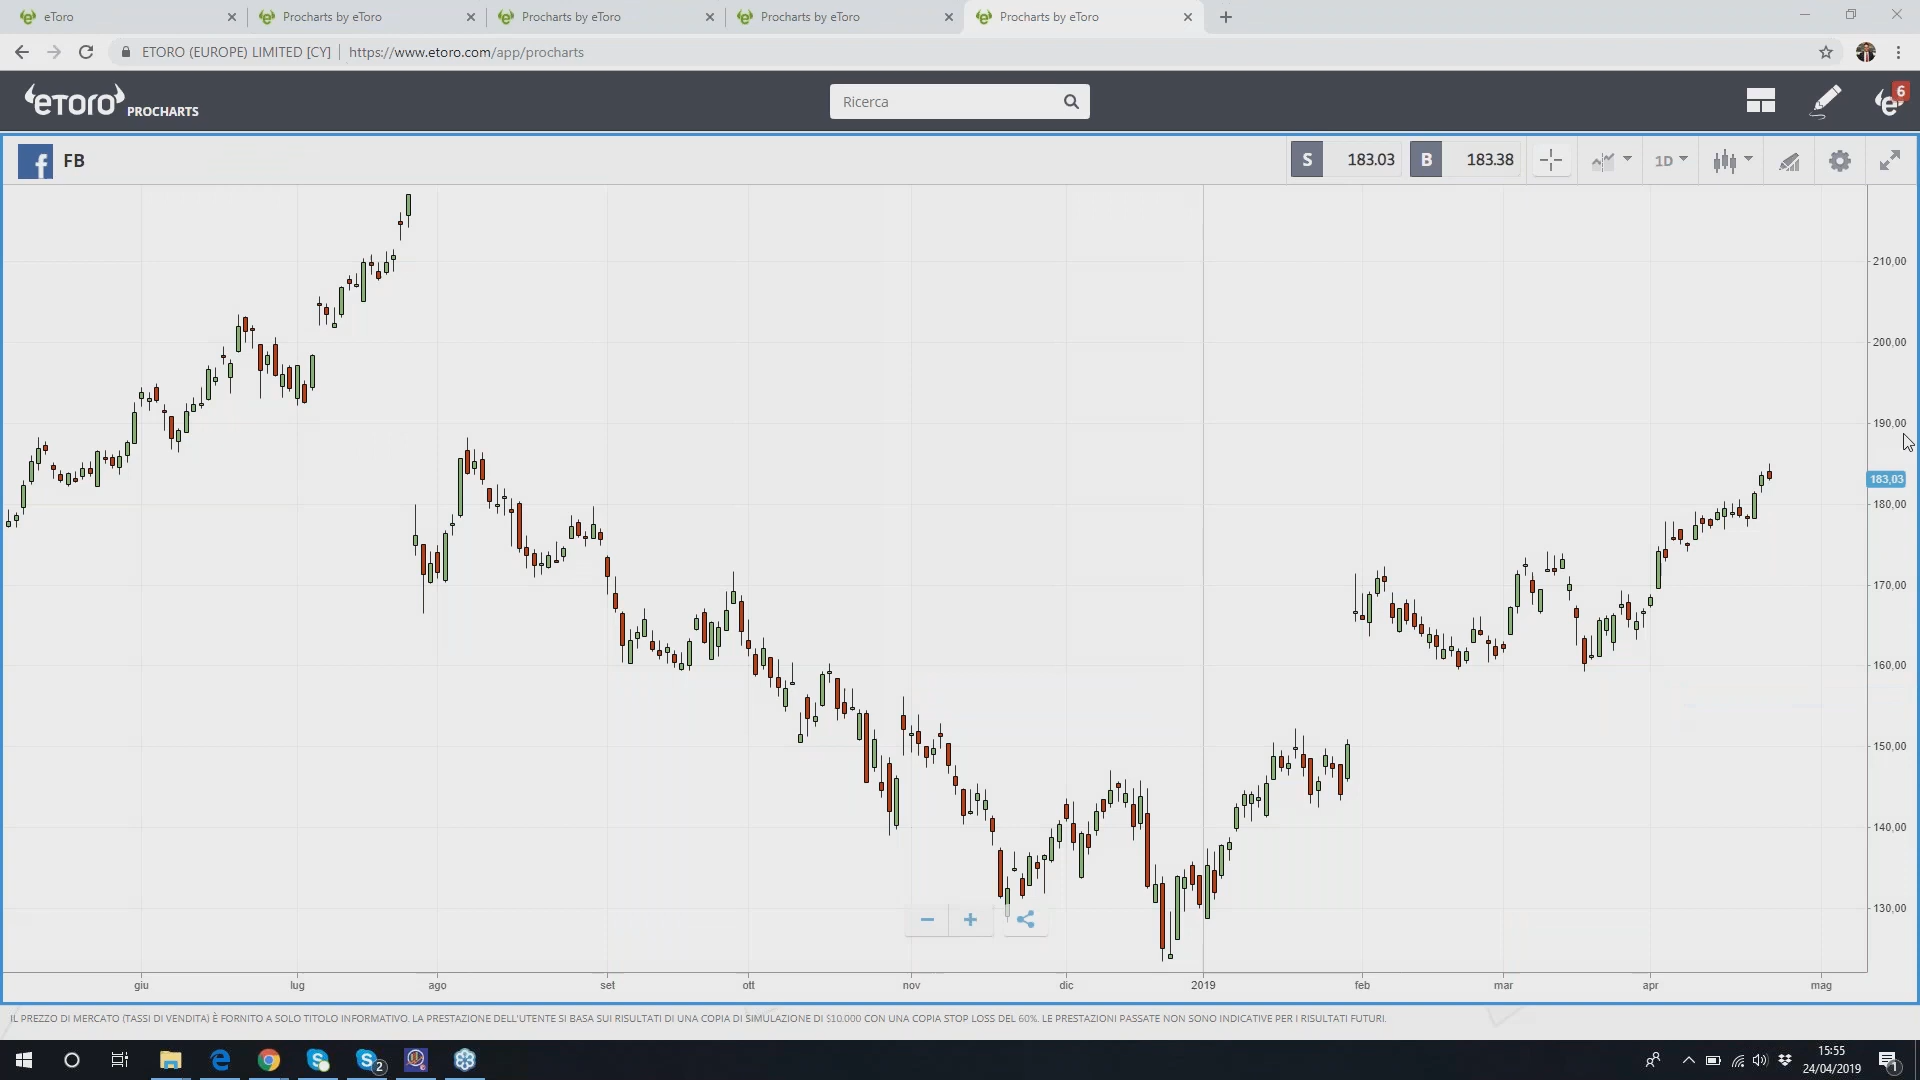 eToro
Procharts by eToro
Procharts by eToro
Procharts by eToro
Procharts by eToro
ETORO (EUROPE) LIMITED [CY]
https://www.etoro.com/app/procharts
eTORO PROCHARTS
Ricerca
6
FB
S 183.03 B 183.38
1D
210,00
200,00
190,00
183,03
180,00
170,00
160,00
150,00
140,00
130,00
giu lug ago set ott nov dic 2019 feb mar apr mag
IL PREZZO DI MERCATO (TASSI DI VENDITA) È FORNITO A SOLO TITOLO INFORMATIVO. LA PRESTAZIONE DELL'UTENTE SI BASA SUI RISULTATI DI UNA COPIA DI SIMULAZIONE DI $10.000 CON UNA COPIA STOP LOSS DEL 60%. LE PRESTAZIONI PASSATE NON SONO INDICATIVE PER I RISULTATI FUTURI.
2
15:55
24/04/2019
1